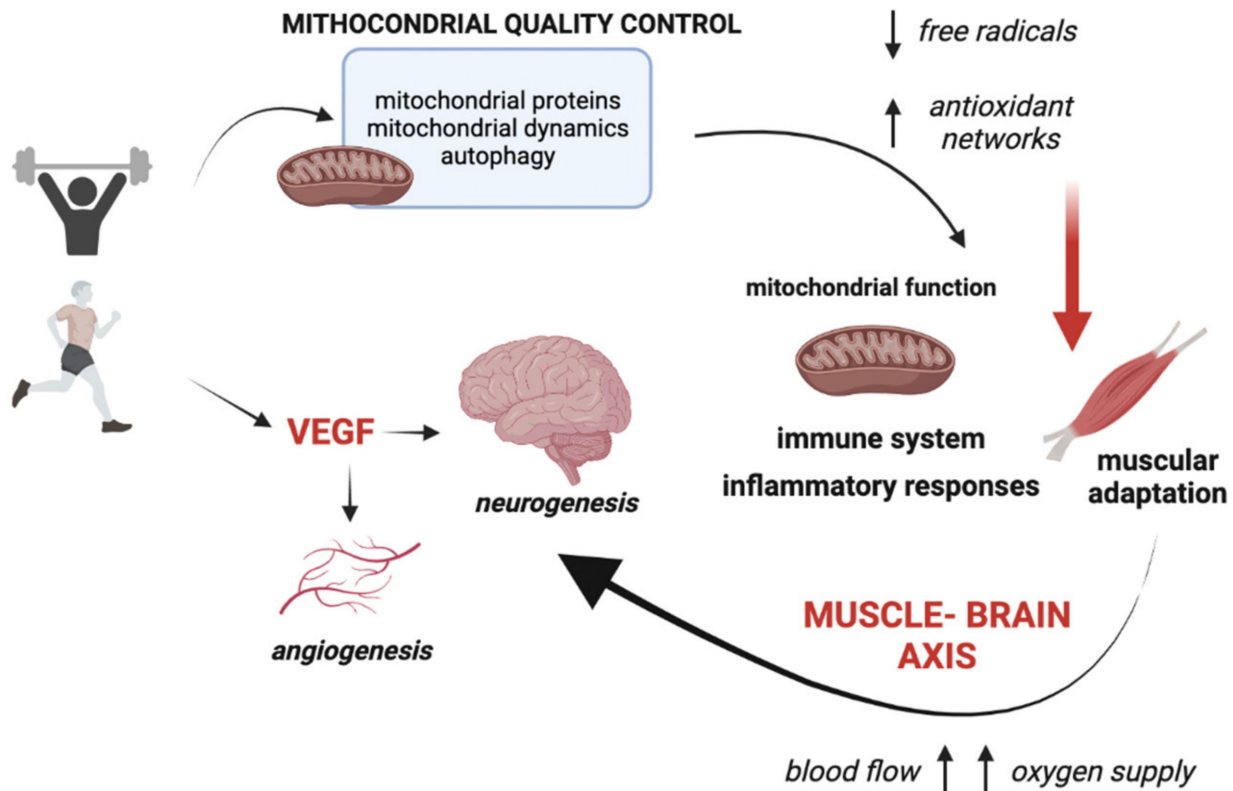 MITHOCONDRIAL QUALITY CONTROL
mitochondrial proteins
mitochondrial dynamics
autophagy
free radicals
antioxidant
networks
mitochondrial function
immune system
inflammatory responses
muscular
adaptation
VEGF
neurogenesis
angiogenesis
MUSCLE- BRAIN
AXIS
blood flow
oxygen supply